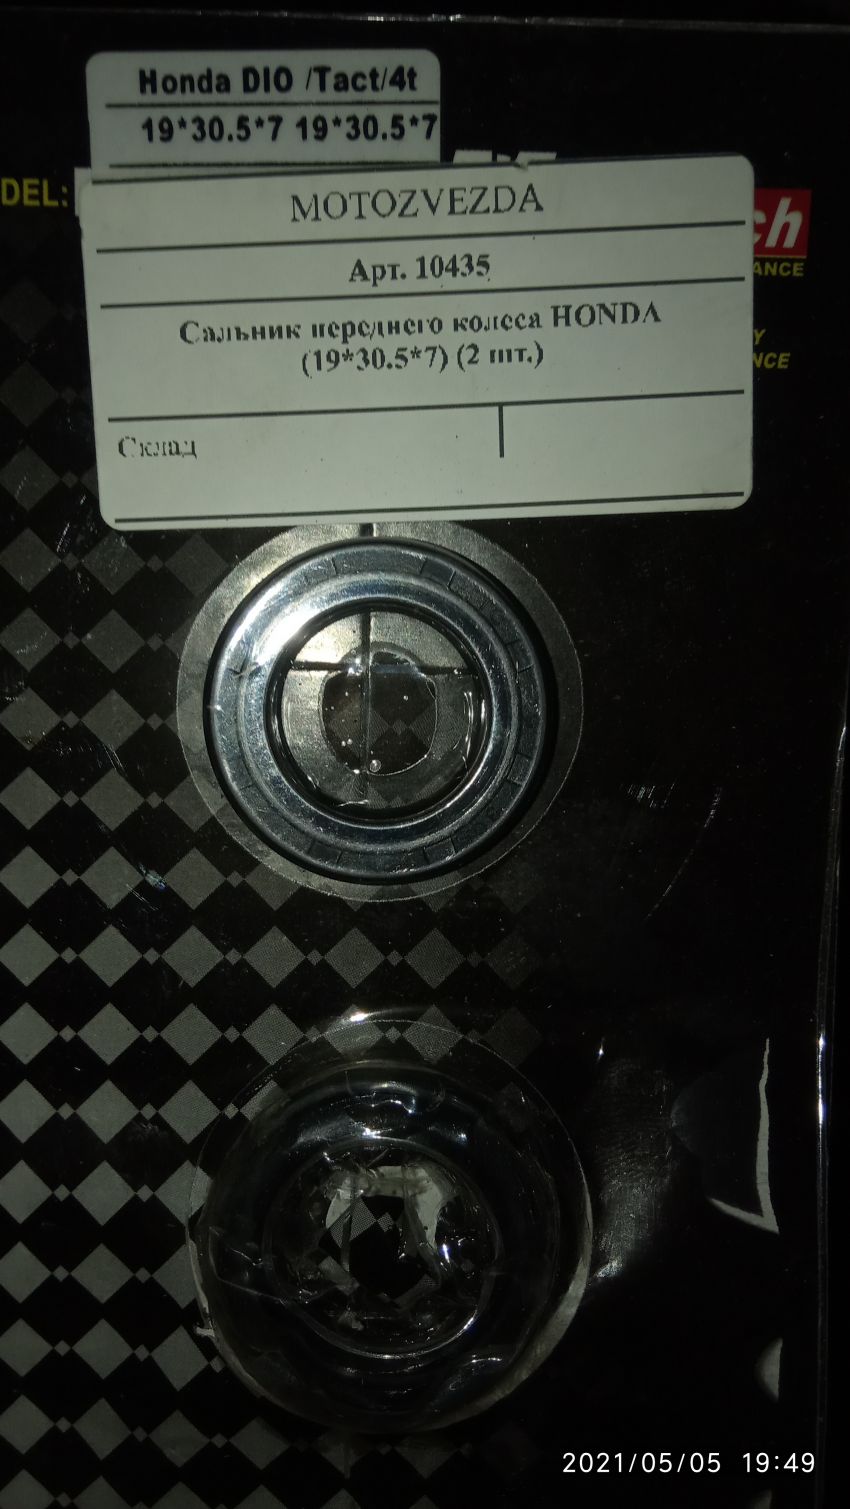 Honda DIO /Tact/4t
19*30.5*7 19*30.5*7
DEL:
MOTOZVEZDA
ch
Арт. 10435
ANCE
Сальник переднего колеса HONDA
(19*30.5*7) (2 шт.)
Y
NCE
Склад
2021/05/05 19:49